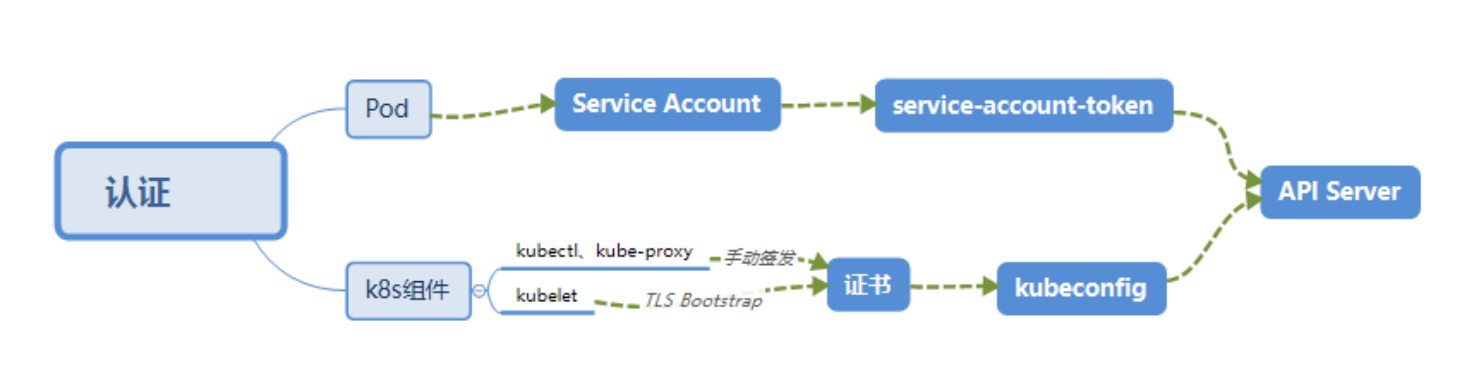 Pod
Service Account
service-account-token
认证
API Server
kubectl、kube-proxy
手动签发
k8s组件
kubelet
TLS Bootstrap
证书
kubeconfig